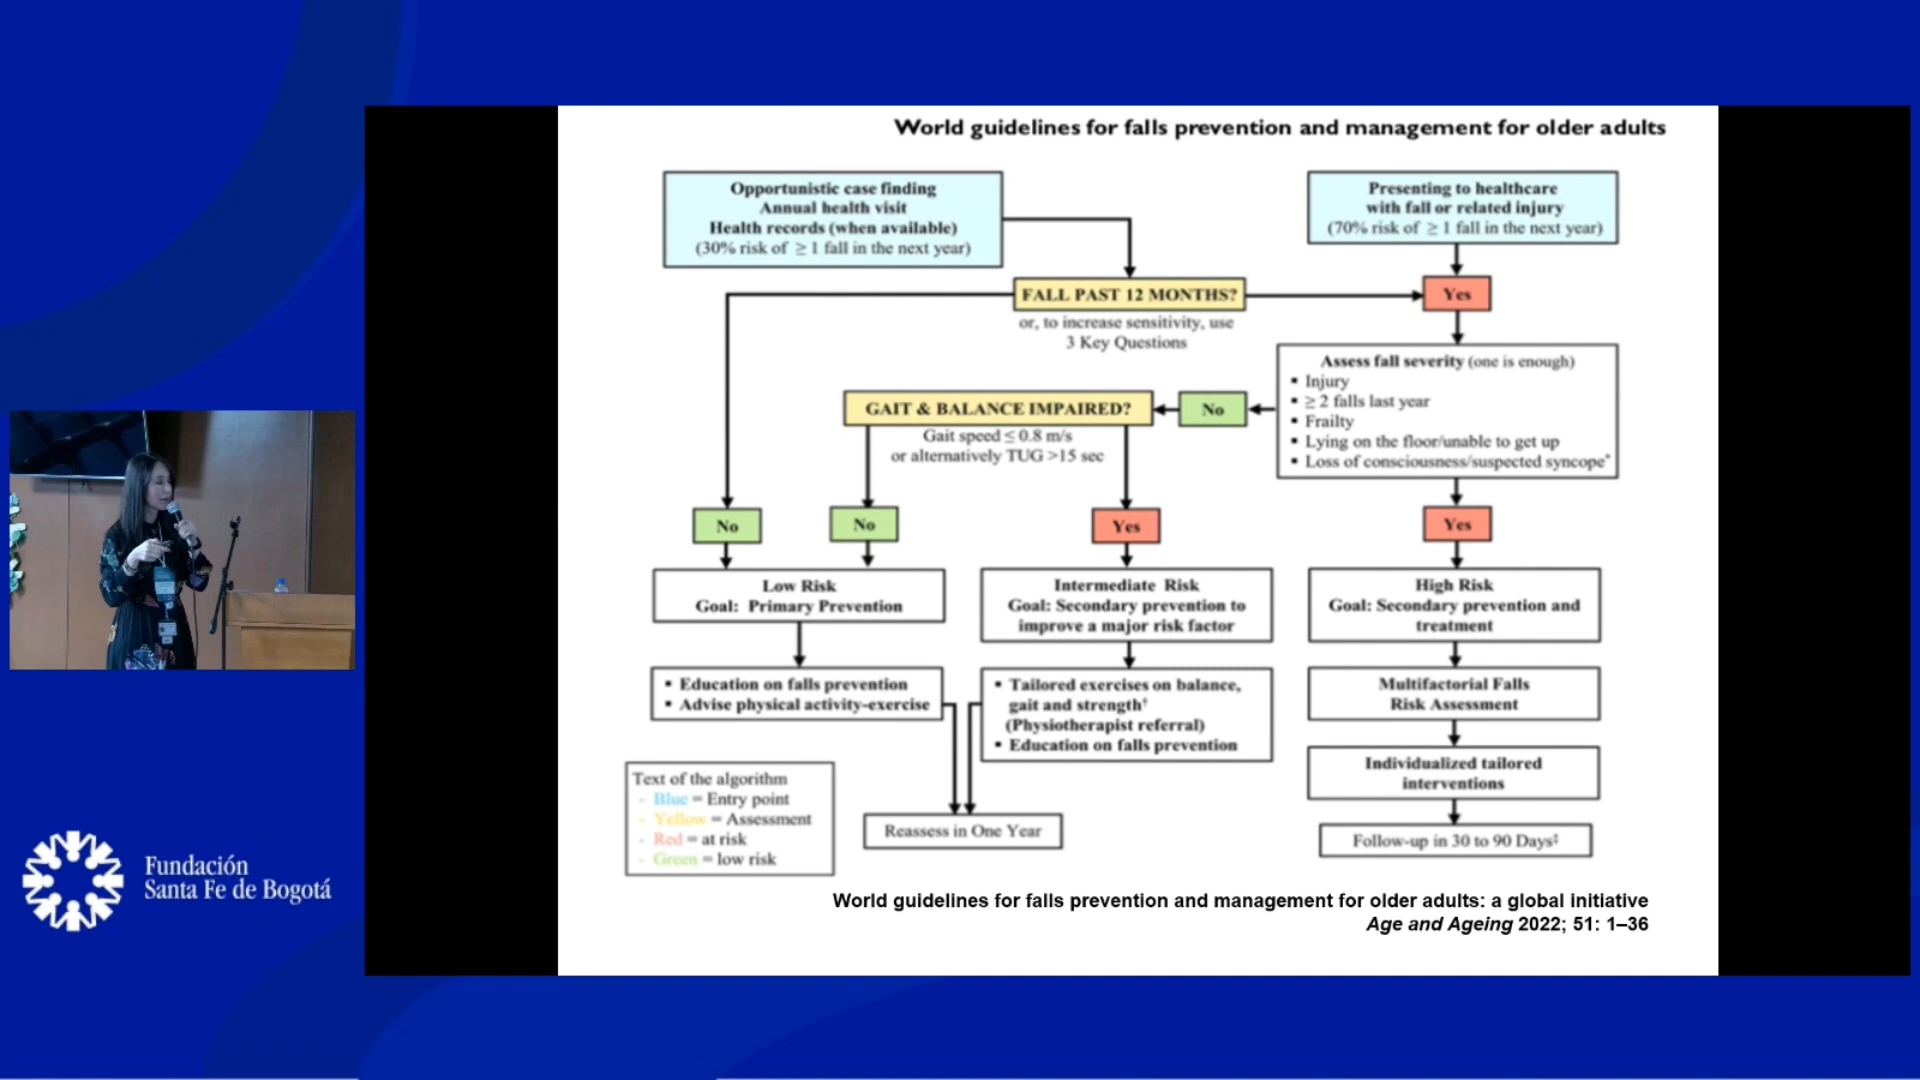 World guidelines for falls prevention and management for older adults
Opportunistic case finding
Annual health visit
Health records (when available)
(30% risk of ≥ 1 fall in the next year)
Presenting to healthcare
with fall or related injury
(70% risk of ≥ 1 fall in the next year)
FALL PAST 12 MONTHS?
or, to increase sensitivity, use
3 Key Questions
Yes
Assess fall severity (one is enough)
▪ Injury
▪ ≥ 2 falls last year
▪ Frailty
▪ Lying on the floor/unable to get up
▪ Loss of consciousness/suspected syncope*
No
GAIT & BALANCE IMPAIRED?
Gait speed ≤ 0.8 m/s
or alternatively TUG >15 sec
No
No
Yes
Yes
Low Risk
Goal: Primary Prevention
Intermediate Risk
Goal: Secondary prevention to
improve a major risk factor
High Risk
Goal: Secondary prevention and
treatment
▪ Education on falls prevention
▪ Advise physical activity-exercise
▪ Tailored exercises on balance,
gait and strength†
(Physiotherapist referral)
▪ Education on falls prevention
Multifactorial Falls
Risk Assessment
Individualized tailored
interventions
Text of the algorithm
- Blue = Entry point
- Yellow = Assessment
- Red = at risk
- Green = low risk
Reassess in One Year
Follow-up in 30 to 90 Days‡
World guidelines for falls prevention and management for older adults: a global initiative
Age and Ageing 2022; 51: 1–36
Fundación
Santa Fe de Bogotá